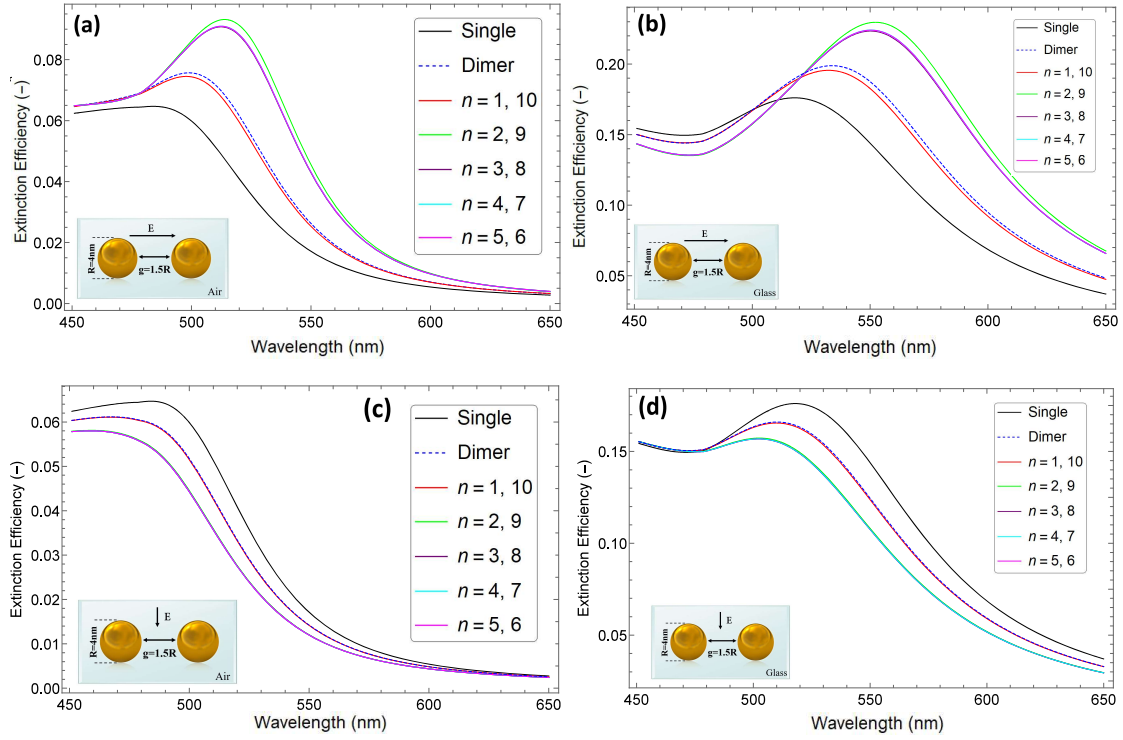 (a)
Extinction Efficiency (−)
0.08
0.06
0.04
0.02
0.00
Single
Dimer
n = 1, 10
n = 2, 9
n = 3, 8
n = 4, 7
n = 5, 6
E
R=4nm
g=1.5R
Air
450 500 550 600 650
Wavelength (nm)
(b)
Extinction Efficiency (−)
0.20
0.15
0.10
0.05
Single
Dimer
n = 1, 10
n = 2, 9
n = 3, 8
n = 4, 7
n = 5, 6
E
R=4nm
g=1.5R
Glass
450 500 550 600 650
Wavelength (nm)
(c)
Extinction Efficiency (−)
0.06
0.05
0.04
0.03
0.02
0.01
0.00
Single
Dimer
n = 1, 10
n = 2, 9
n = 3, 8
n = 4, 7
n = 5, 6
E
R=4nm
g=1.5R
Air
450 500 550 600 650
Wavelength (nm)
(d)
Extinction Efficiency (−)
0.15
0.10
0.05
Single
Dimer
n = 1, 10
n = 2, 9
n = 3, 8
n = 4, 7
n = 5, 6
E
R=4nm
g=1.5R
Glass
450 500 550 600 650
Wavelength (nm)